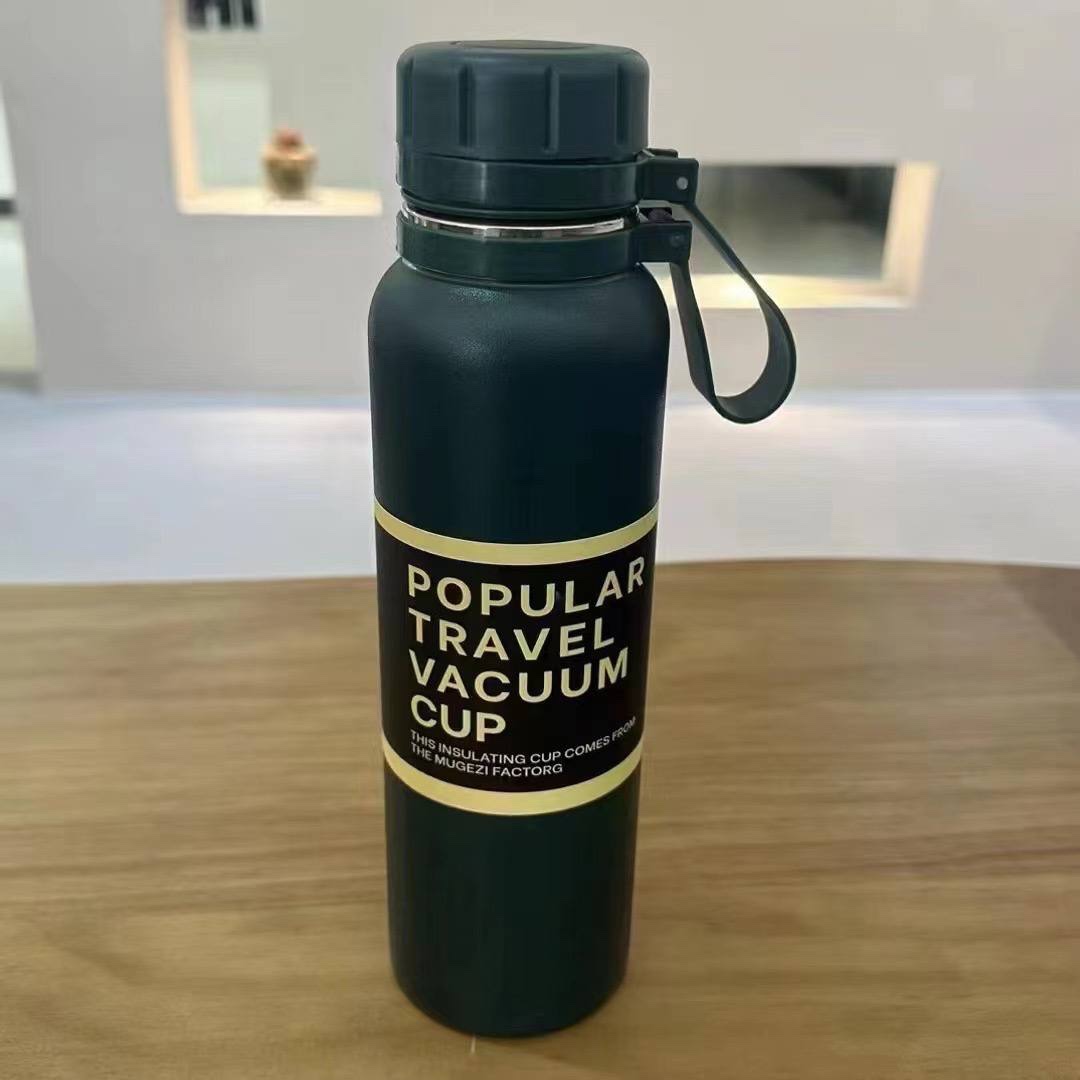 POPULAR
TRAVEL
VACUUM
CUP
THIS INSULATING CUP COMES FROM
THE MUGEZI FACTORG